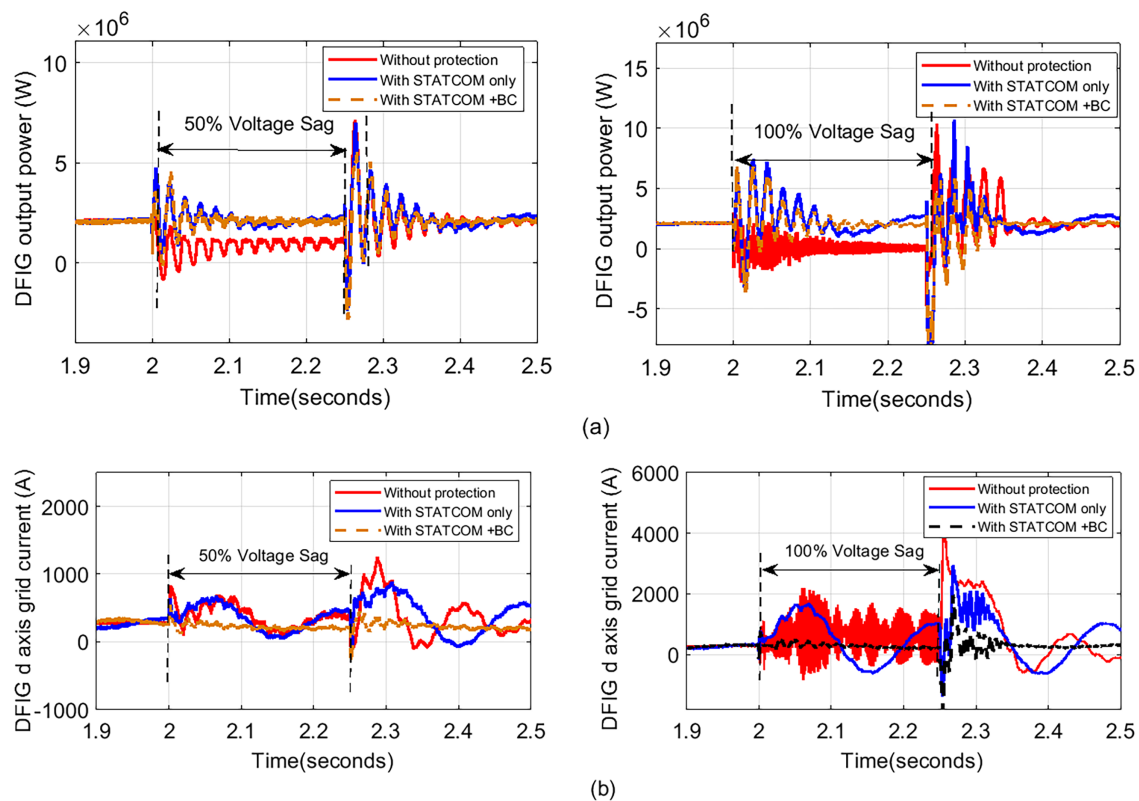 × 10⁶
DFIG output power (W)
10
5
0
Without protection
With STATCOM only
With STATCOM +BC
50% Voltage Sag
1.9 2 2.1 2.2 2.3 2.4 2.5
Time(seconds)
× 10⁶
DFIG output power (W)
15
10
5
0
-5
Without protection
With STATCOM only
With STATCOM +BC
100% Voltage Sag
1.9 2 2.1 2.2 2.3 2.4 2.5
Time(seconds)
(a)
DFIG d axis grid current (A)
2000
1000
0
-1000
Without protection
With STATCOM only
With STATCOM +BC
50% Voltage Sag
1.9 2 2.1 2.2 2.3 2.4 2.5
Time(seconds)
DFIG d axis grid current (A)
6000
4000
2000
0
Without protection
With STATCOM only
With STATCOM +BC
100% Voltage Sag
1.9 2 2.1 2.2 2.3 2.4 2.5
Time(seconds)
(b)